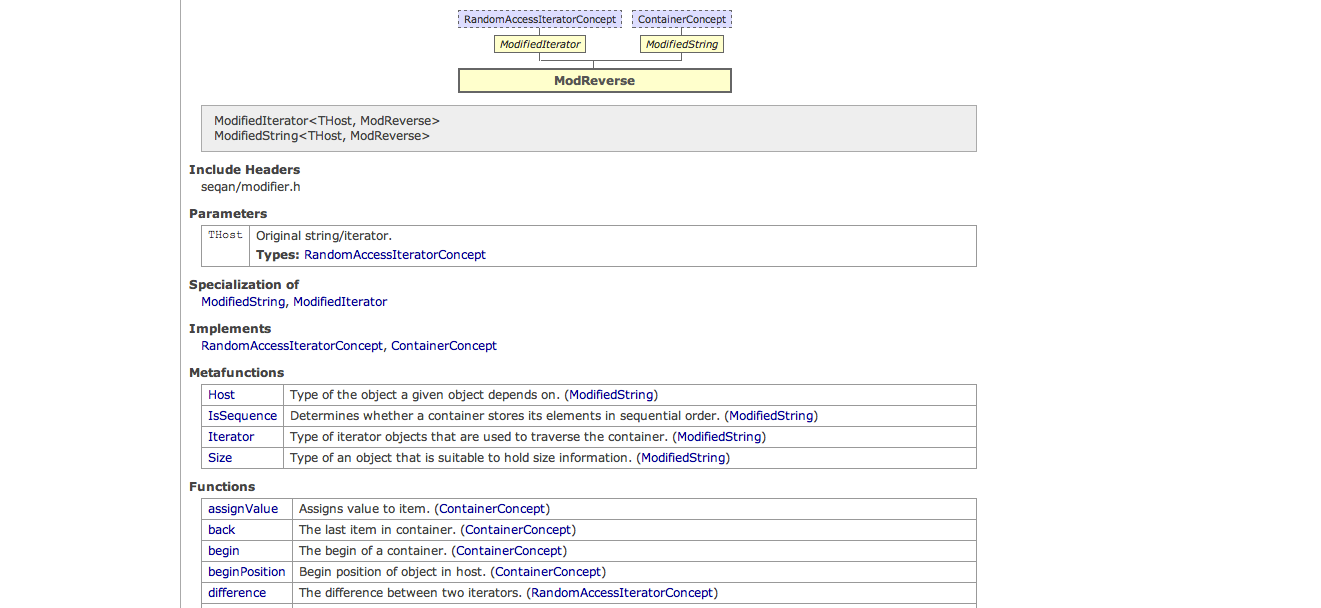 RandomAccessIteratorConcept ContainerConcept
ModifiedIterator ModifiedString
ModReverse
ModifiedIterator<THost, ModReverse>
ModifiedString<THost, ModReverse>
Include Headers
seqan/modifier.h
Parameters
THost Original string/iterator.
Types: RandomAccessIteratorConcept
Specialization of
ModifiedString, ModifiedIterator
Implements
RandomAccessIteratorConcept, ContainerConcept
Metafunctions
Host Type of the object a given object depends on. (ModifiedString)
IsSequence Determines whether a container stores its elements in sequential order. (ModifiedString)
Iterator Type of iterator objects that are used to traverse the container. (ModifiedString)
Size Type of an object that is suitable to hold size information. (ModifiedString)
Functions
assignValue Assigns value to item. (ContainerConcept)
back The last item in container. (ContainerConcept)
begin The begin of a container. (ContainerConcept)
beginPosition Begin position of object in host. (ContainerConcept)
difference The difference between two iterators. (RandomAccessIteratorConcept)